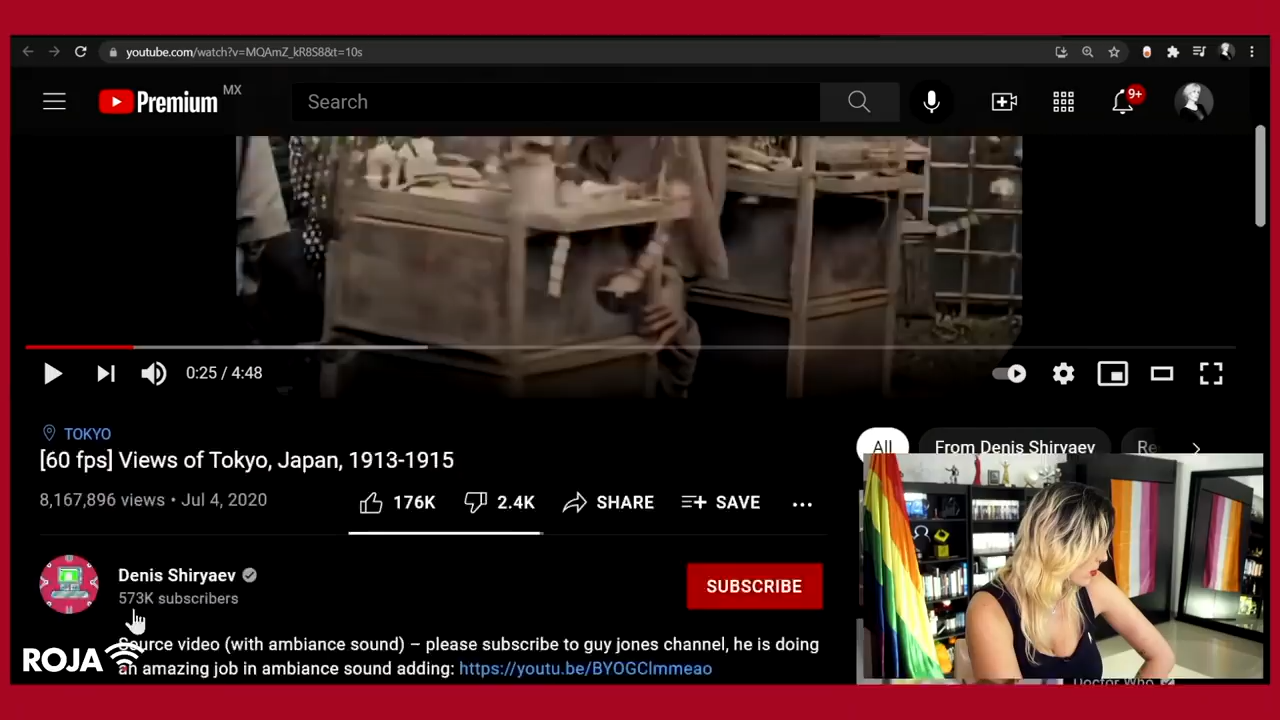 youtube.com/watch?v=MQAmZ_kR8S8&t=10s
Premium MX
Search
9+
0:25 / 4:48
TOKYO
[60 fps] Views of Tokyo, Japan, 1913-1915
8,167,896 views • Jul 4, 2020
176K
2.4K
SHARE
SAVE
All
From Denis Shiryaev
Re
Denis Shiryaev
573K subscribers
SUBSCRIBE
Source video (with ambiance sound) – please subscribe to guy jones channel, he is doing
an amazing job in ambiance sound adding: https://youtu.be/BYOGClmmeao
ROJA
Doctor Who